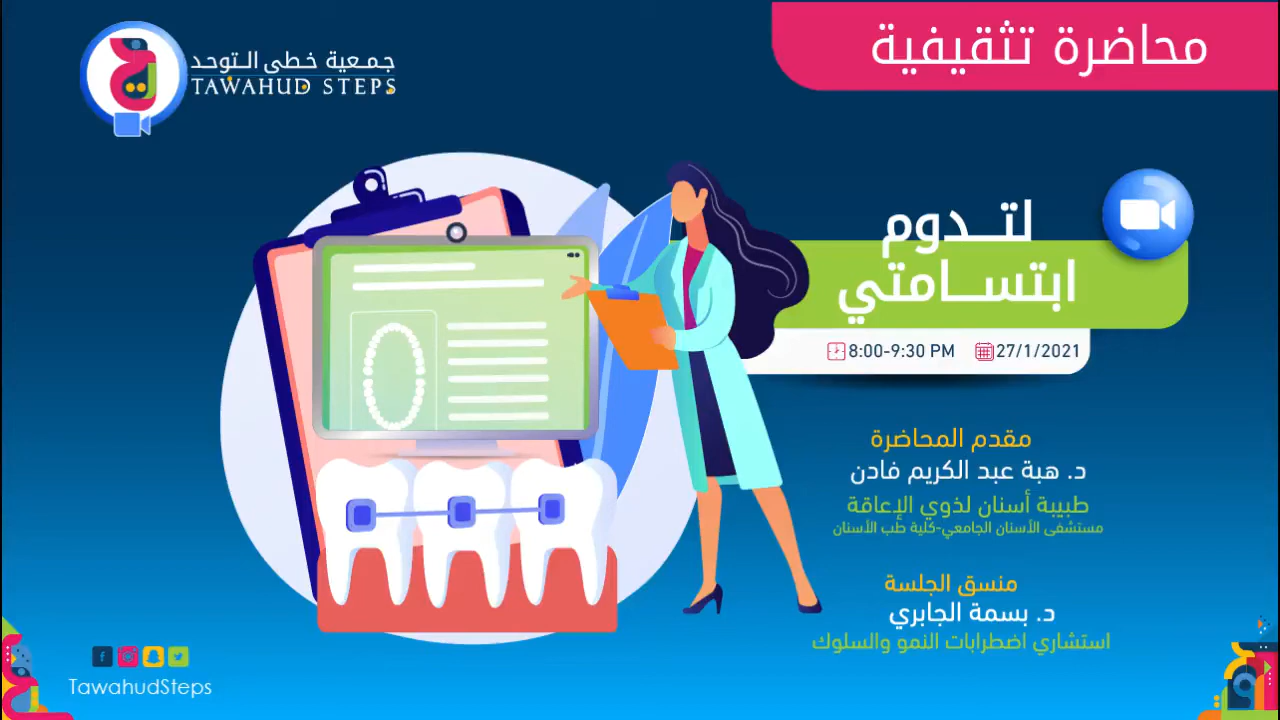 محاضرة تثقيفية
جمعية خطى التوحد
TAWAHUD STEPS
لتدوم
ابتسامتي
27/1/2021
8:00-9:30 PM
مقدم المحاضرة
د. هبة عبد الكريم فادن
طبيبة أسنان لذوي الإعاقة
مستشفى الأسنان الجامعي-كلية طب الأسنان
منسق الجلسة
د. بسمة الجابري
استشاري اضطرابات النمو والسلوك
TawahudSteps